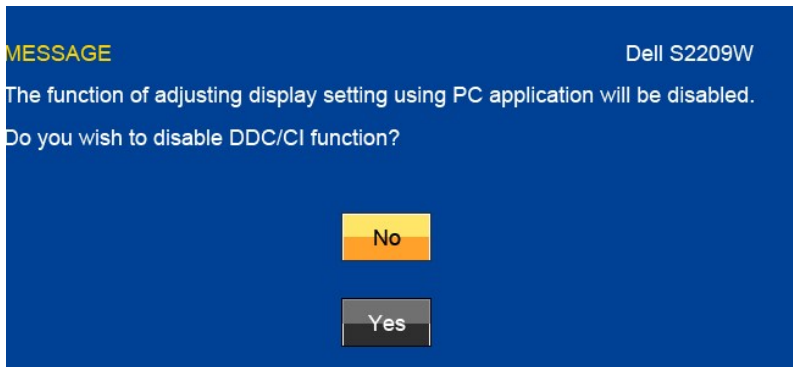 MESSAGE Dell S2209W
The function of adjusting display setting using PC application will be disabled.
Do you wish to disable DDC/CI function?
No
Yes